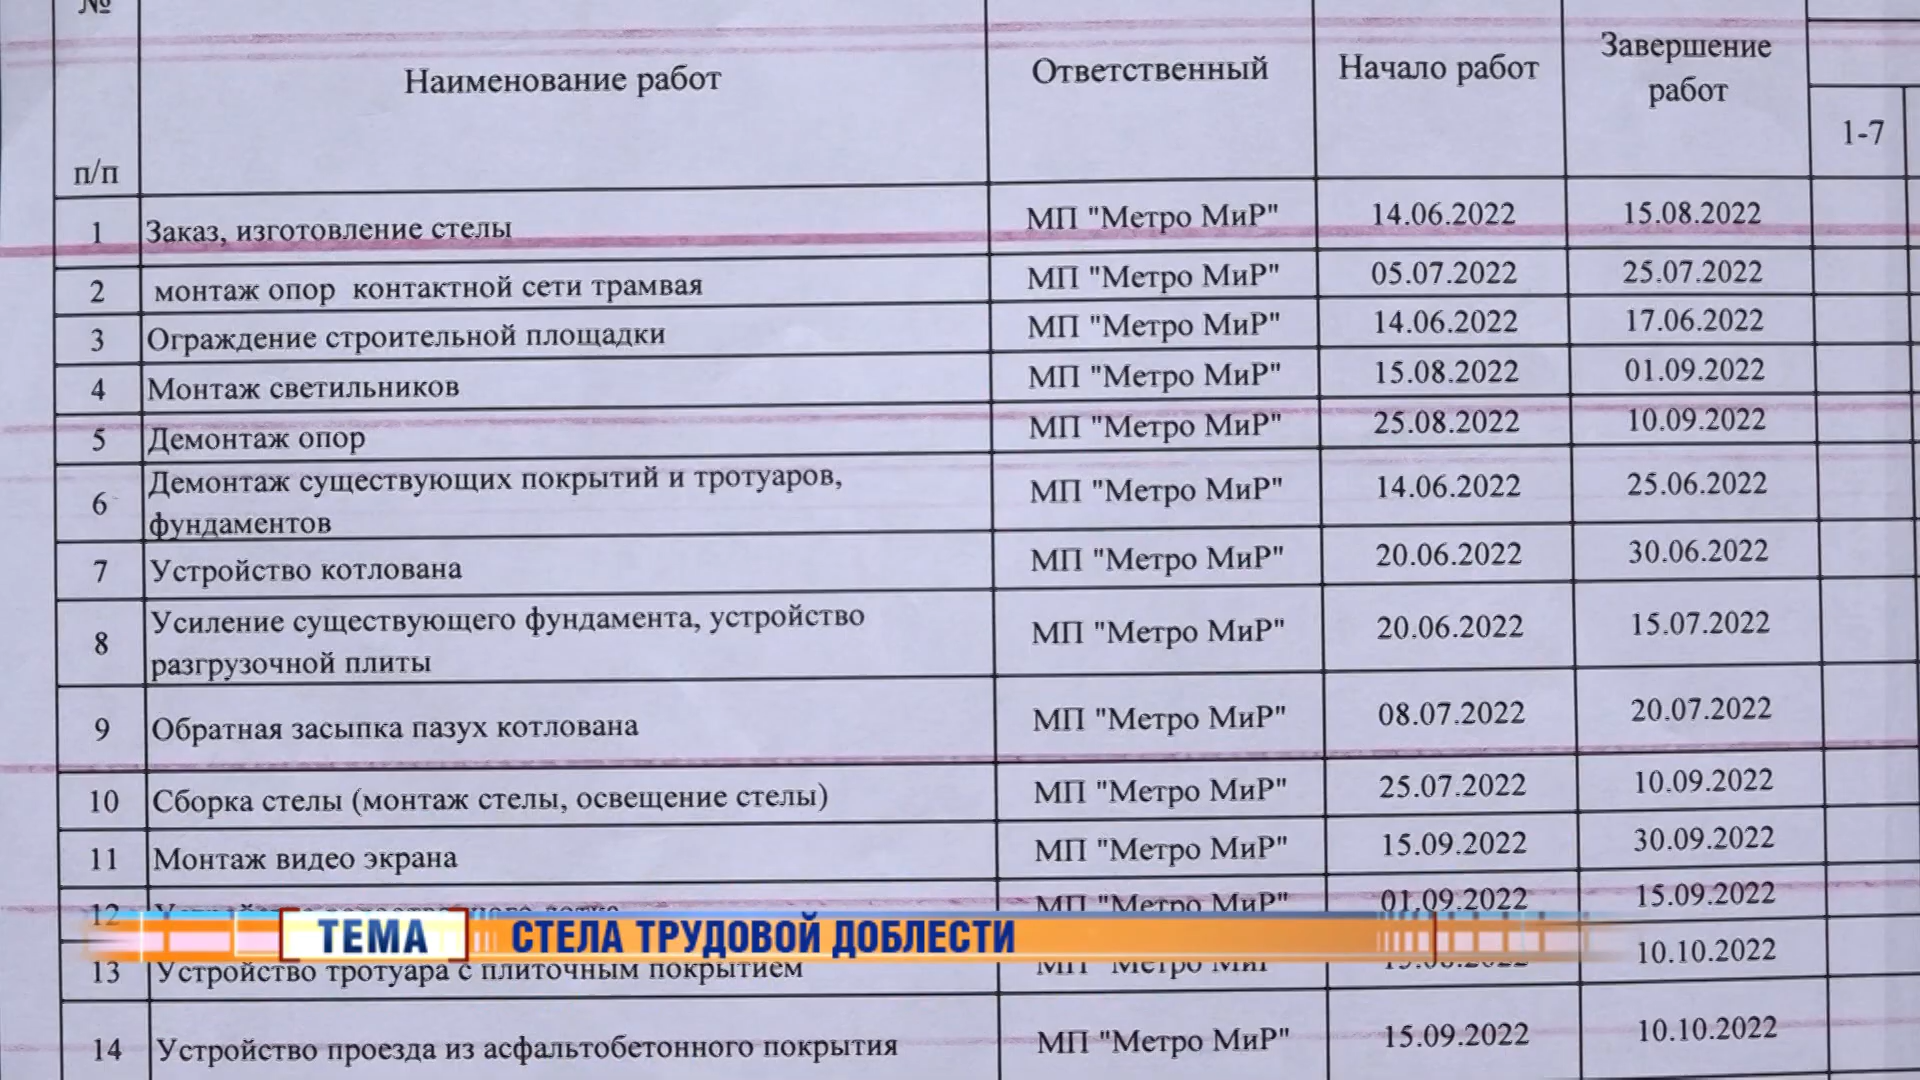 №
п/п
Наименование работ
Ответственный
Начало работ
Завершение
работ
1-7
1 Заказ, изготовление стелы МП "Метро МиР" 14.06.2022 15.08.2022
2 монтаж опор контактной сети трамвая МП "Метро МиР" 05.07.2022 25.07.2022
3 Ограждение строительной площадки МП "Метро МиР" 14.06.2022 17.06.2022
4 Монтаж светильников МП "Метро МиР" 15.08.2022 01.09.2022
5 Демонтаж опор МП "Метро МиР" 25.08.2022 10.09.2022
6 Демонтаж существующих покрытий и тротуаров,
фундаментов МП "Метро МиР" 14.06.2022 25.06.2022
7 Устройство котлована МП "Метро МиР" 20.06.2022 30.06.2022
8 Усиление существующего фундамента, устройство
разгрузочной плиты МП "Метро МиР" 20.06.2022 15.07.2022
9 Обратная засыпка пазух котлована МП "Метро МиР" 08.07.2022 20.07.2022
10 Сборка стелы (монтаж стелы, освещение стелы) МП "Метро МиР" 25.07.2022 10.09.2022
11 Монтаж видео экрана МП "Метро МиР" 15.09.2022 30.09.2022
12 МП "Метро МиР" 01.09.2022 15.09.2022
ТЕМА СТЕЛА ТРУДОВОЙ ДОБЛЕСТИ
13 Устройство тротуара с плиточным покрытием МП "Метро МиР" 10.10.2022
14 Устройство проезда из асфальтобетонного покрытия МП "Метро МиР" 15.09.2022 10.10.2022